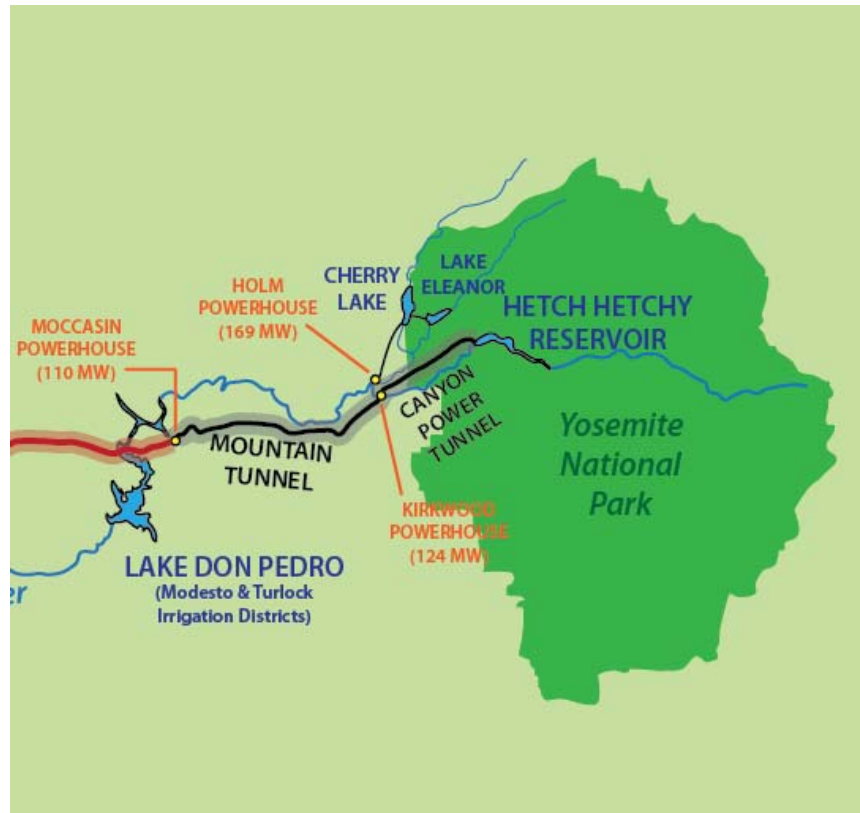 HOLM
POWERHOUSE
(169 MW)
CHERRY
LAKE
LAKE
ELEANOR
HETCH HETCHY
RESERVOIR
MOCCASIN
POWERHOUSE
(110 MW)
CANYON
POWER
TUNNEL
MOUNTAIN
TUNNEL
Yosemite
National
Park
KIRKWOOD
POWERHOUSE
(124 MW)
LAKE DON PEDRO
(Modesto & Turlock
Irrigation Districts)
er